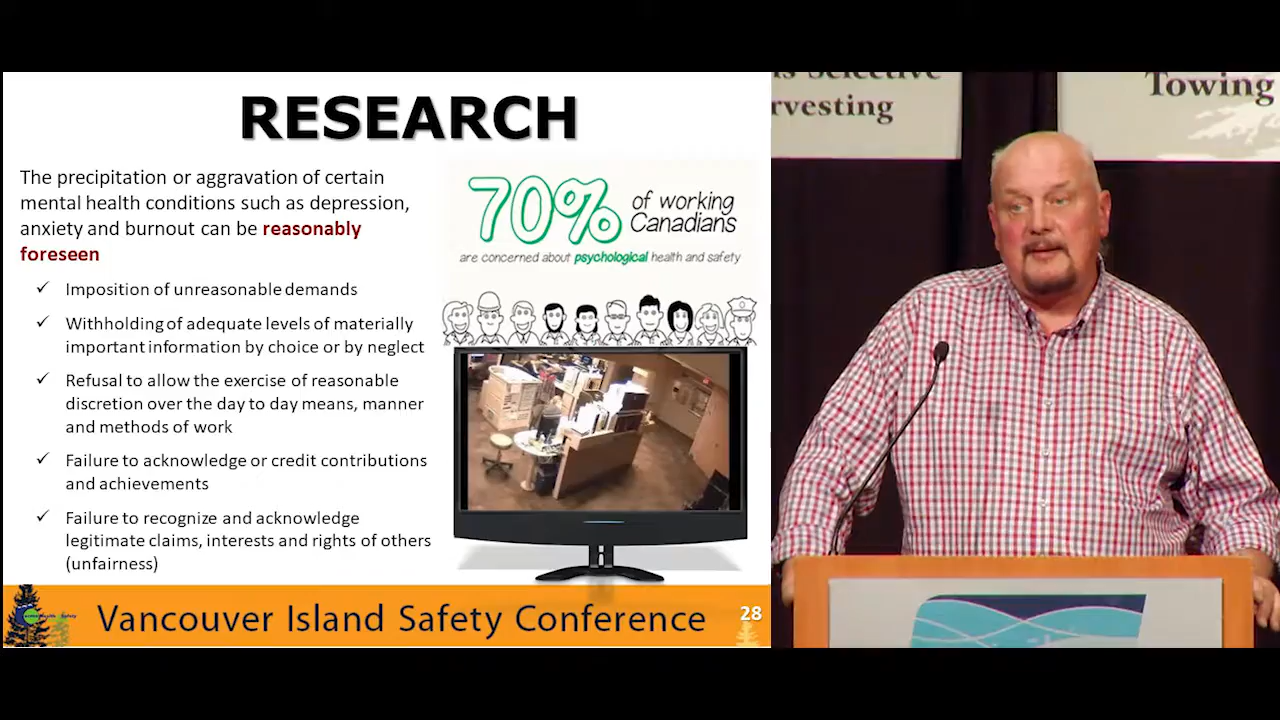 RESEARCH
The precipitation or aggravation of certain
mental health conditions such as depression,
anxiety and burnout can be reasonably
foreseen
✓ Imposition of unreasonable demands
✓ Withholding of adequate levels of materially
important information by choice or by neglect
✓ Refusal to allow the exercise of reasonable
discretion over the day to day means, manner
and methods of work
✓ Failure to acknowledge or credit contributions
and achievements
✓ Failure to recognize and acknowledge
legitimate claims, interests and rights of others
(unfairness)
70% of working
Canadians
are concerned about psychological health and safety
Vancouver Island Safety Conference 28
Selective
rvesting
Towing